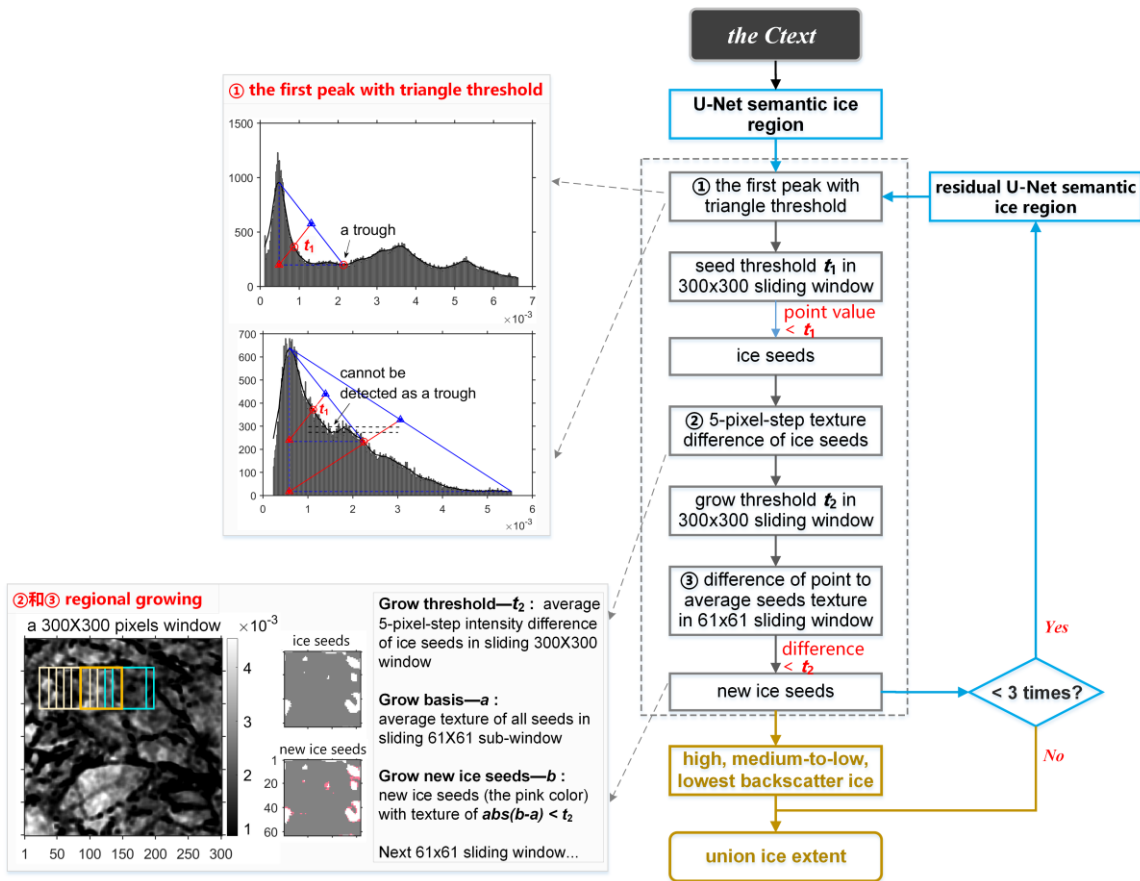 the Ctext
U-Net semantic ice
region
① the first peak with
triangle threshold
residual U-Net semantic
ice region
seed threshold t1 in
300x300 sliding window
point value
< t1
ice seeds
② 5-pixel-step texture
difference of ice seeds
grow threshold t2 in
300x300 sliding window
③ difference of point to
average seeds texture
in 61x61 sliding window
difference
< t2
new ice seeds
< 3 times?
Yes
No
high, medium-to-low,
lowest backscatter ice
union ice extent
① the first peak with triangle threshold
1500
1000
500
0
a trough
t1
0 1 2 3 4 5 6 7
×10⁻³
700
600
500
400
300
200
100
0
cannot be
detected as a trough
t1
0 1 2 3 4 5 6
×10⁻³
②和③ regional growing
a 300X300 pixels window
×10⁻³
4
3
2
1
1 50 100 150 200 250 300
ice seeds
new ice seeds
1
20
40
60
Grow threshold—t2 : average
5-pixel-step intensity difference
of ice seeds in sliding 300X300
window
Grow basis—a :
average texture of all seeds in
sliding 61X61 sub-window
Grow new ice seeds—b :
new ice seeds (the pink color)
with texture of abs(b-a) < t2
Next 61x61 sliding window...